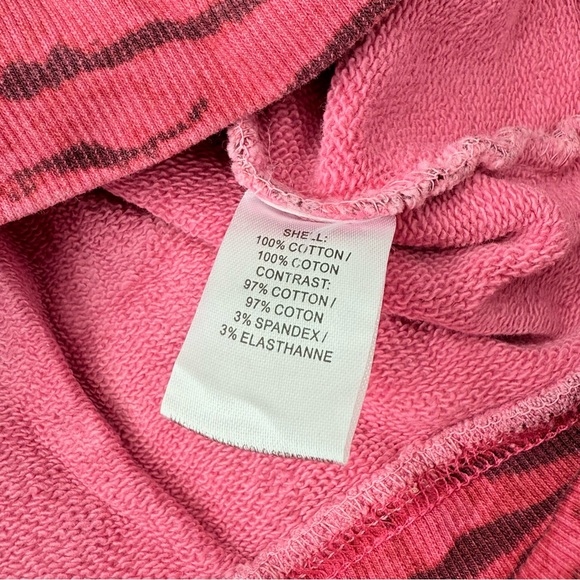 SHELL:
100% COTTON /
100% COTON
CONTRAST:
97% COTTON /
97% COTON
3% SPANDEX /
3% ELASTHANNE